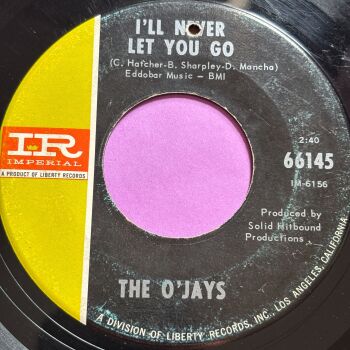 I'LL NEVER
LET YOU GO
(C. Hatcher-B. Sharpley-D. Mancha)
Eddobar Music – BMI
IR
IMPERIAL
A PRODUCT OF LIBERTY RECORDS
2:40
66145
IM-6156
Produced by
Solid Hitbound
Productions
THE O'JAYS
A DIVISION OF LIBERTY RECORDS, INC., LOS ANGELES, CALIFORNIA